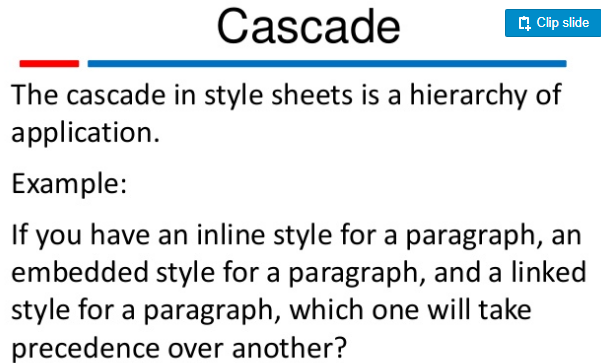 Cascade
Clip slide
The cascade in style sheets is a hierarchy of
application.
Example:
If you have an inline style for a paragraph, an
embedded style for a paragraph, and a linked
style for a paragraph, which one will take
precedence over another?